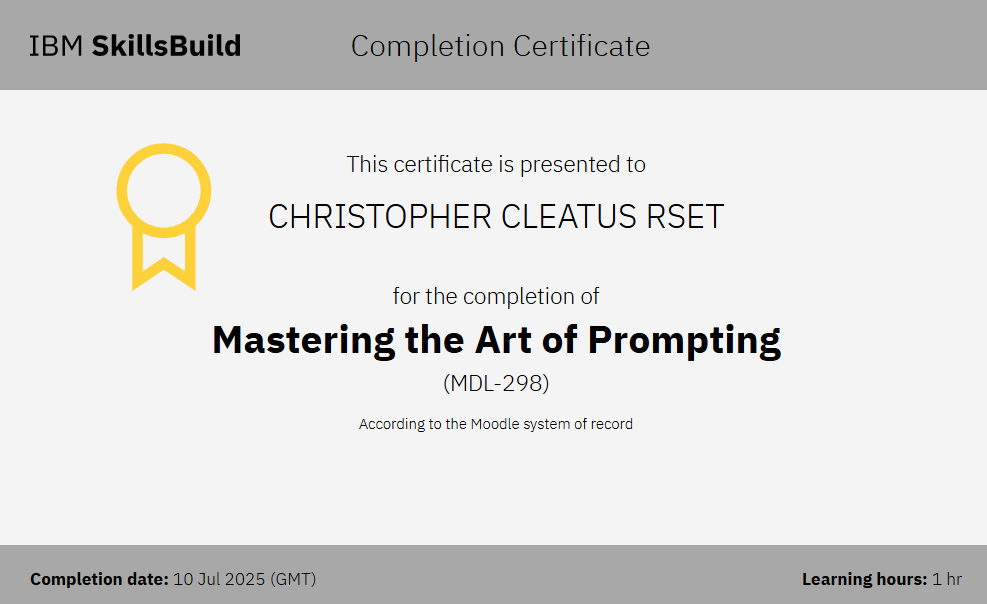 IBM SkillsBuild
Completion Certificate
This certificate is presented to
CHRISTOPHER CLEATUS RSET
for the completion of
Mastering the Art of Prompting
(MDL-298)
According to the Moodle system of record
Completion date: 10 Jul 2025 (GMT)
Learning hours: 1 hr